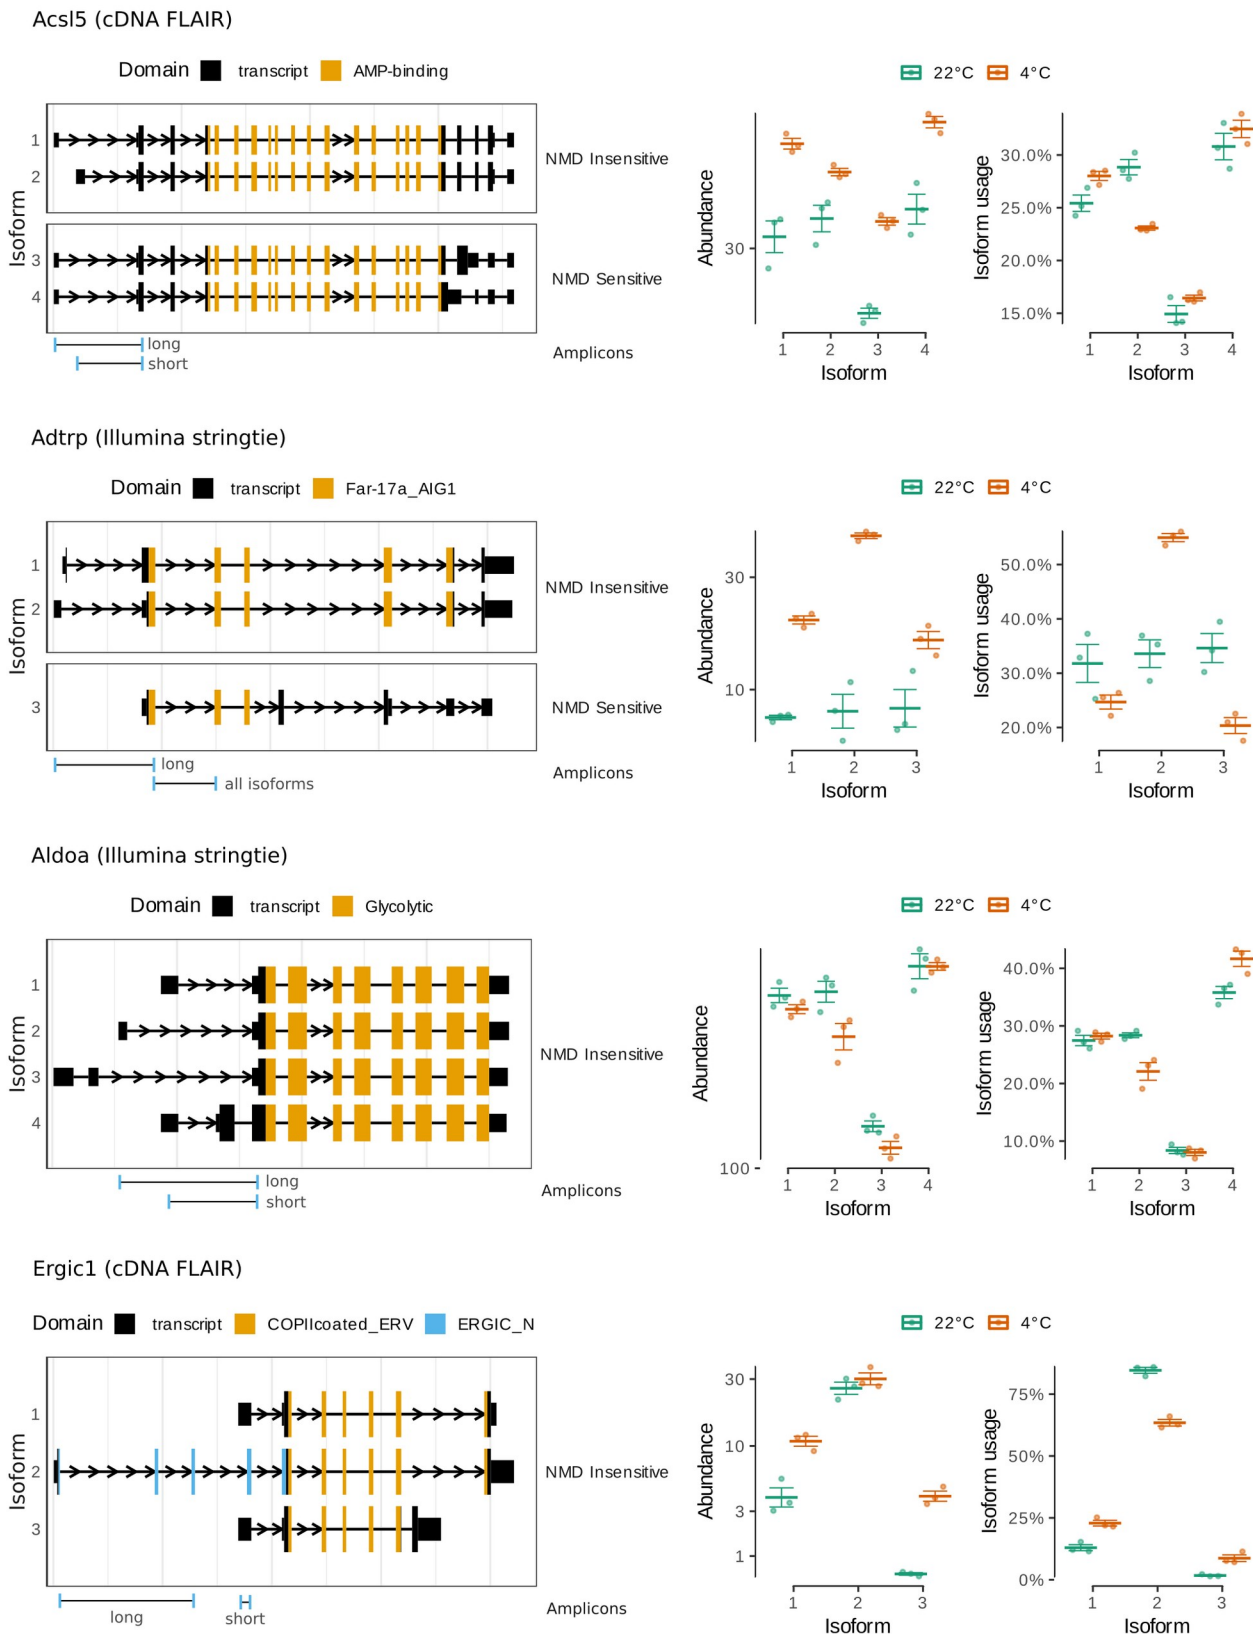 Acsl5 (cDNA FLAIR)
Domain transcript AMP-binding
22°C 4°C
Isoform
1
2
NMD Insensitive
3
4
NMD Sensitive
long
short
Amplicons
Abundance
30
1 2 3 4
Isoform
Isoform usage
30.0%
25.0%
20.0%
15.0%
1 2 3 4
Isoform
Adtrp (Illumina stringtie)
Domain transcript Far-17a_AIG1
22°C 4°C
Isoform
1
2
NMD Insensitive
3
NMD Sensitive
long
all isoforms
Amplicons
Abundance
30
10
1 2 3
Isoform
Isoform usage
50.0%
40.0%
30.0%
20.0%
1 2 3
Isoform
Aldoa (Illumina stringtie)
Domain transcript Glycolytic
22°C 4°C
Isoform
1
2
3
4
NMD Insensitive
long
short
Amplicons
Abundance
100
1 2 3 4
Isoform
Isoform usage
40.0%
30.0%
20.0%
10.0%
1 2 3 4
Isoform
Ergic1 (cDNA FLAIR)
Domain transcript COPIIcoated_ERV ERGIC_N
22°C 4°C
Isoform
1
2
3
NMD Insensitive
long
short
Amplicons
Abundance
30
10
3
1
1 2 3
Isoform
Isoform usage
75%
50%
25%
0%
1 2 3
Isoform